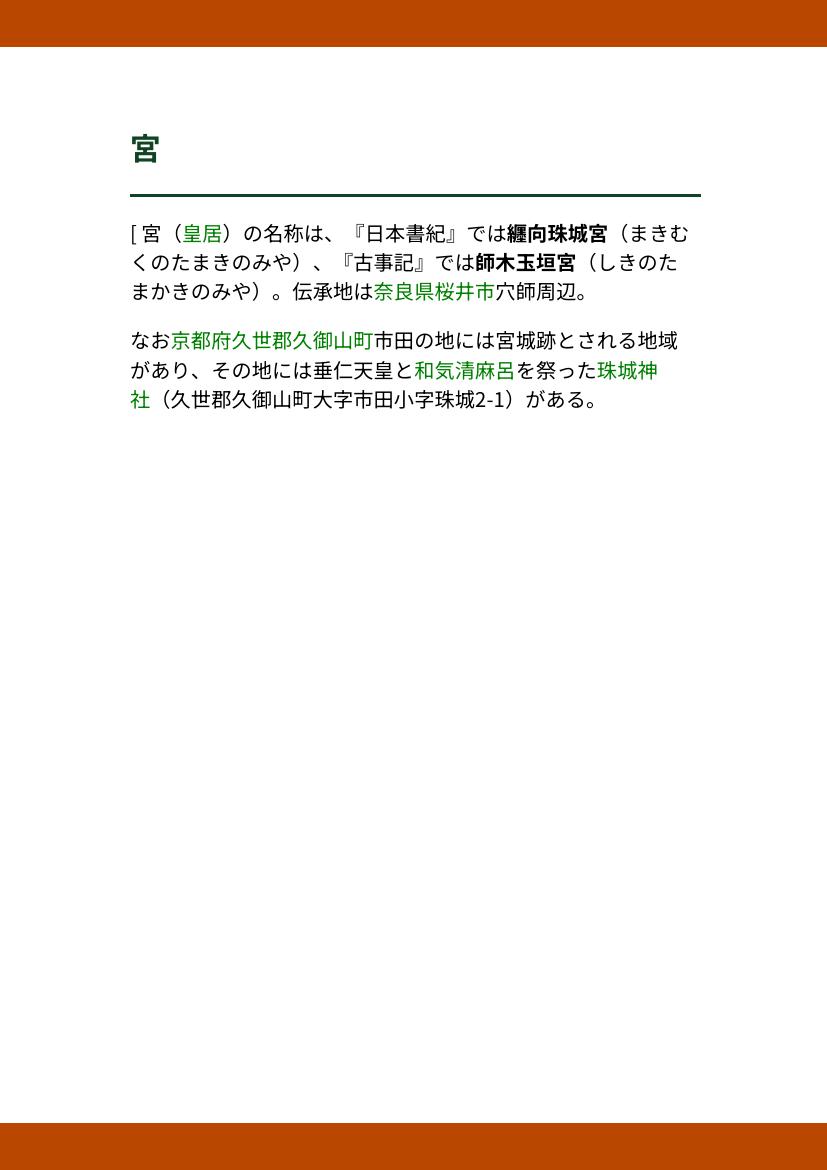 宮
[ 宮（皇居）の名称は、『日本書紀』では纒向珠城宮（まきむ
くのたまきのみや）、『古事記』では師木玉垣宮（しきのた
まかきのみや）。伝承地は奈良県桜井市穴師周辺。
なお京都府久世郡久御山町市田の地には宮城跡とされる地域
があり、その地には垂仁天皇と和気清麻呂を祭った珠城神
社（久世郡久御山町大字市田小字珠城2-1）がある。